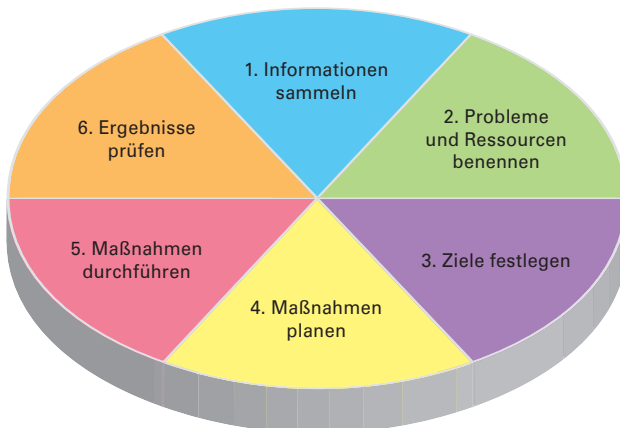 1. Informationen
sammeln
2. Probleme
und Ressourcen
benennen
3. Ziele festlegen
4. Maßnahmen
planen
5. Maßnahmen
durchführen
6. Ergebnisse
prüfen